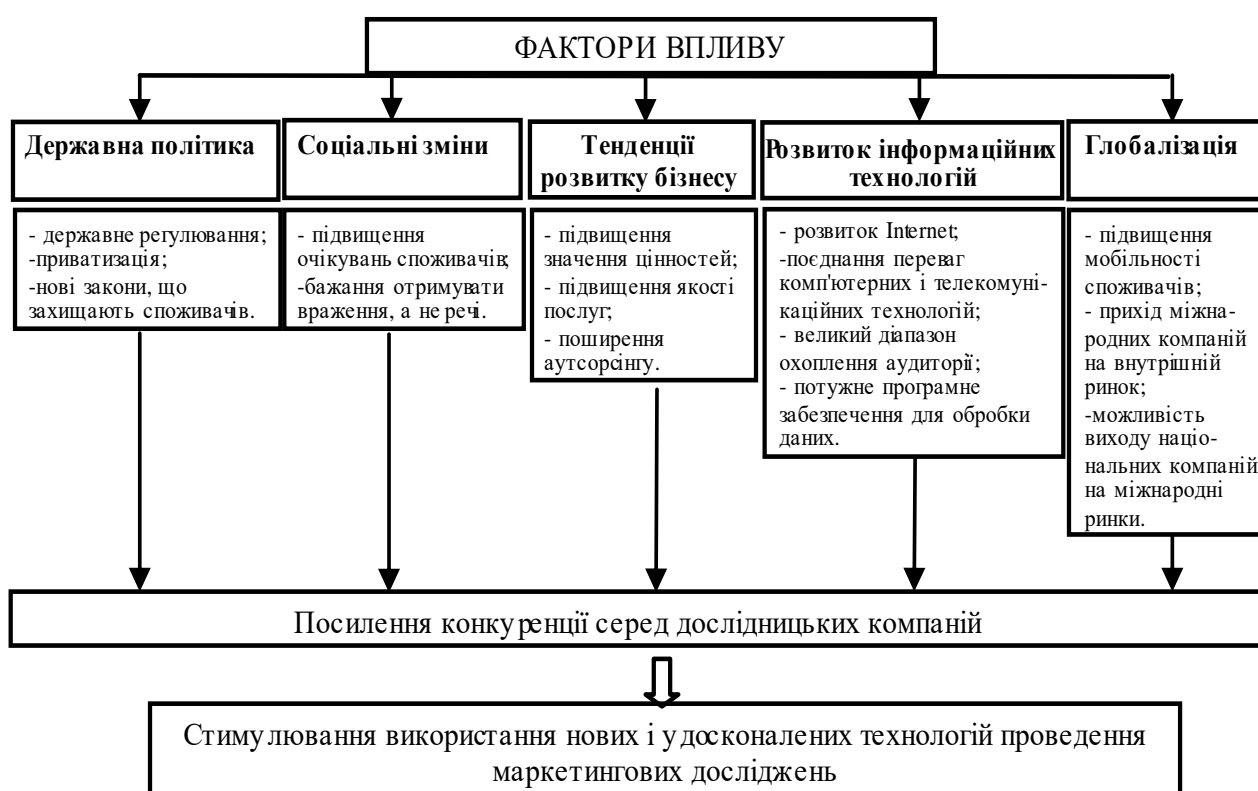 ФАКТОРИ ВПЛИВУ
Державна політика
- державне регулювання;
-приватизація;
-нові закони, що
захищають споживачів.
Соціальні зміни
- підвищення
очікувань споживачів;
-бажання отримувати
враження, а не речі.
Тенденції
розвитку бізнесу
- підвищення
значення цінностей;
- підвищення якості
послуг;
- поширення
аутсорсінгу.
Розвиток інформаційних
технологій
- розвиток Internet;
-поєднання переваг
комп'ютерних і телекомуні-
каційних технологій;
- великий діапазон
охоплення аудиторії;
- потужне програмне
забезпечення для обробки
даних.
Глобалізація
- підвищення
мобільності
споживачів;
- прихід міжна-
родних компаній
на внутрішній
ринок;
-можливість
виходу націо-
нальних компаній
на міжнародні
ринки.
Посилення конкуренції серед дослідницьких компаній
Стимулювання використання нових і удосконалених технологій проведення
маркетингових досліджень